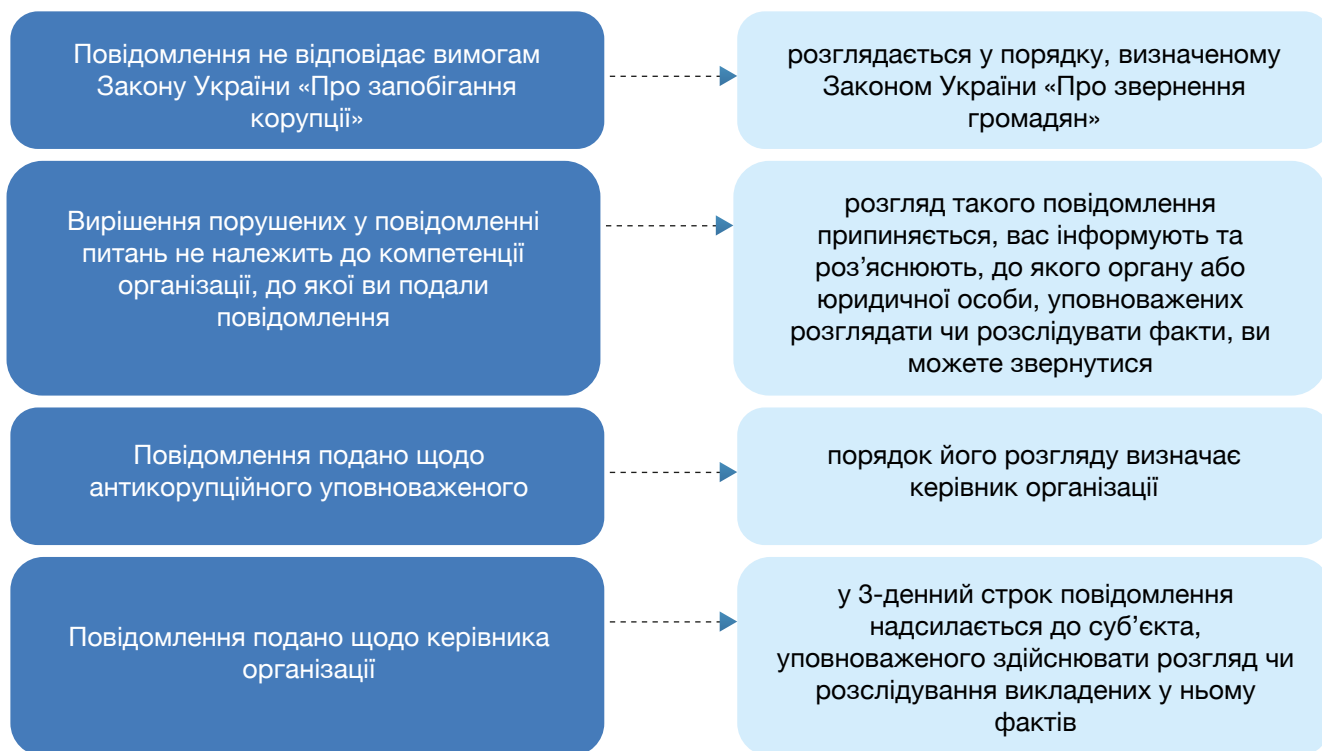 Повідомлення не відповідає вимогам
Закону України «Про запобігання
корупції»
розглядається у порядку, визначеному
Законом України «Про звернення
громадян»
Вирішення порушених у повідомленні
питань не належить до компетенції
організації, до якої ви подали
повідомлення
розгляд такого повідомлення
припиняється, вас інформують та
роз’яснюють, до якого органу або
юридичної особи, уповноважених
розглядати чи розслідувати факти, ви
можете звернутися
Повідомлення подано щодо
антикорупційного уповноваженого
порядок його розгляду визначає
керівник організації
Повідомлення подано щодо керівника
організації
у 3-денний строк повідомлення
надсилається до суб’єкта,
уповноваженого здійснювати розгляд чи
розслідування викладених у ньому
фактів